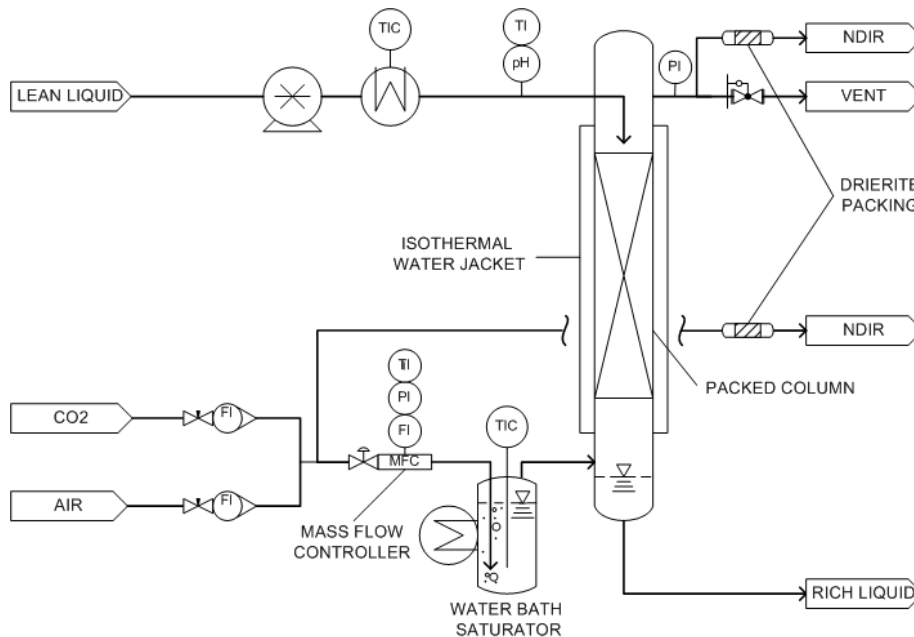 TIC
TI
pH
PI
NDIR
LEAN LIQUID
VENT
DRIERITE
PACKING
ISOTHERMAL
WATER JACKET
NDIR
PACKED COLUMN
TI
PI
FI
CO2
FI
TIC
MFC
AIR
FI
MASS FLOW
CONTROLLER
WATER BATH
SATURATOR
RICH LIQUID